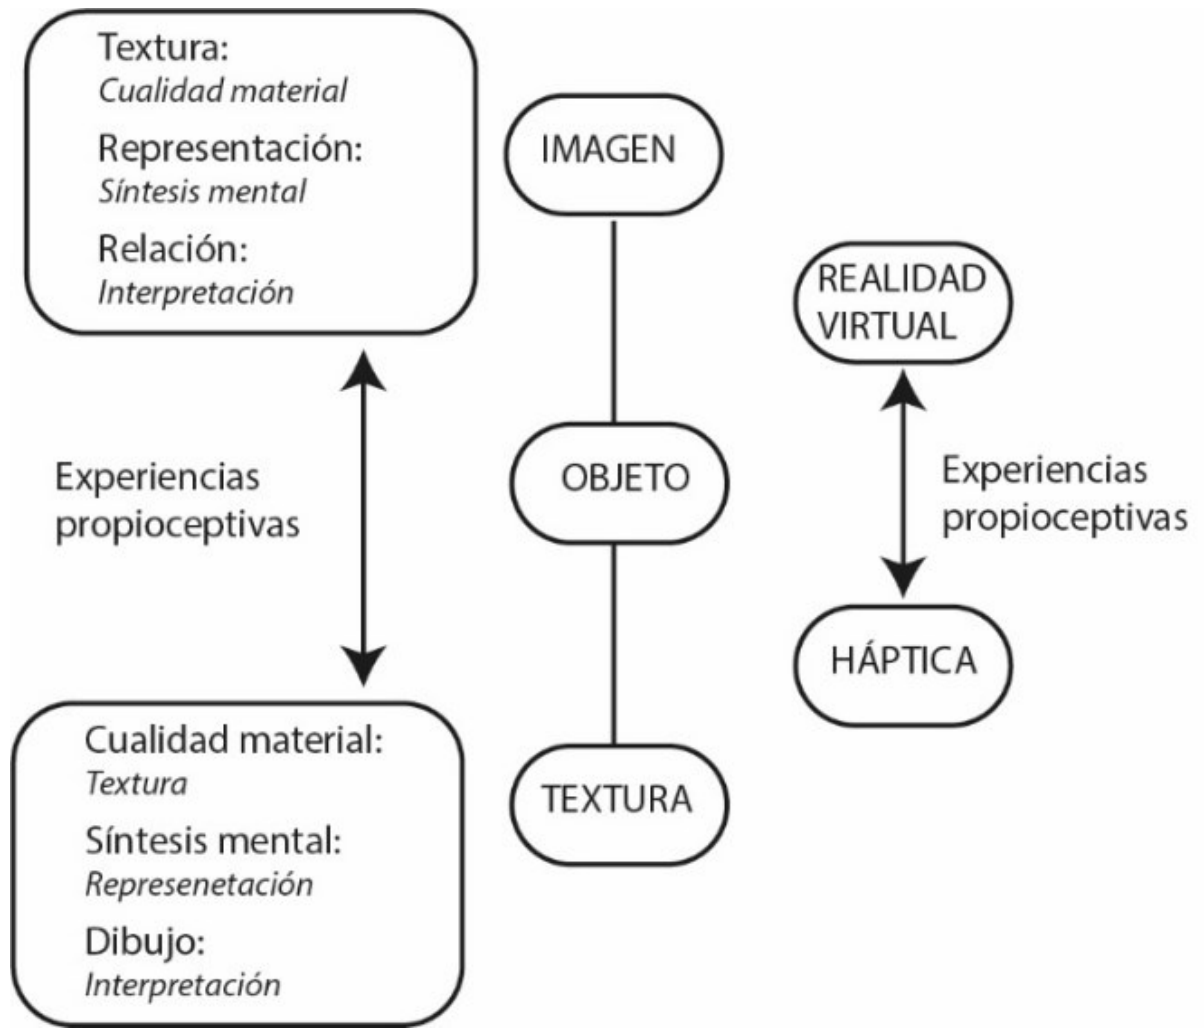 Textura:
Cualidad material
Representación:
Síntesis mental
Relación:
Interpretación
Experiencias
propioceptivas
Cualidad material:
Textura
Síntesis mental:
Represenetación
Dibujo:
Interpretación
IMAGEN
OBJETO
TEXTURA
REALIDAD
VIRTUAL
Experiencias
propioceptivas
HÁPTICA